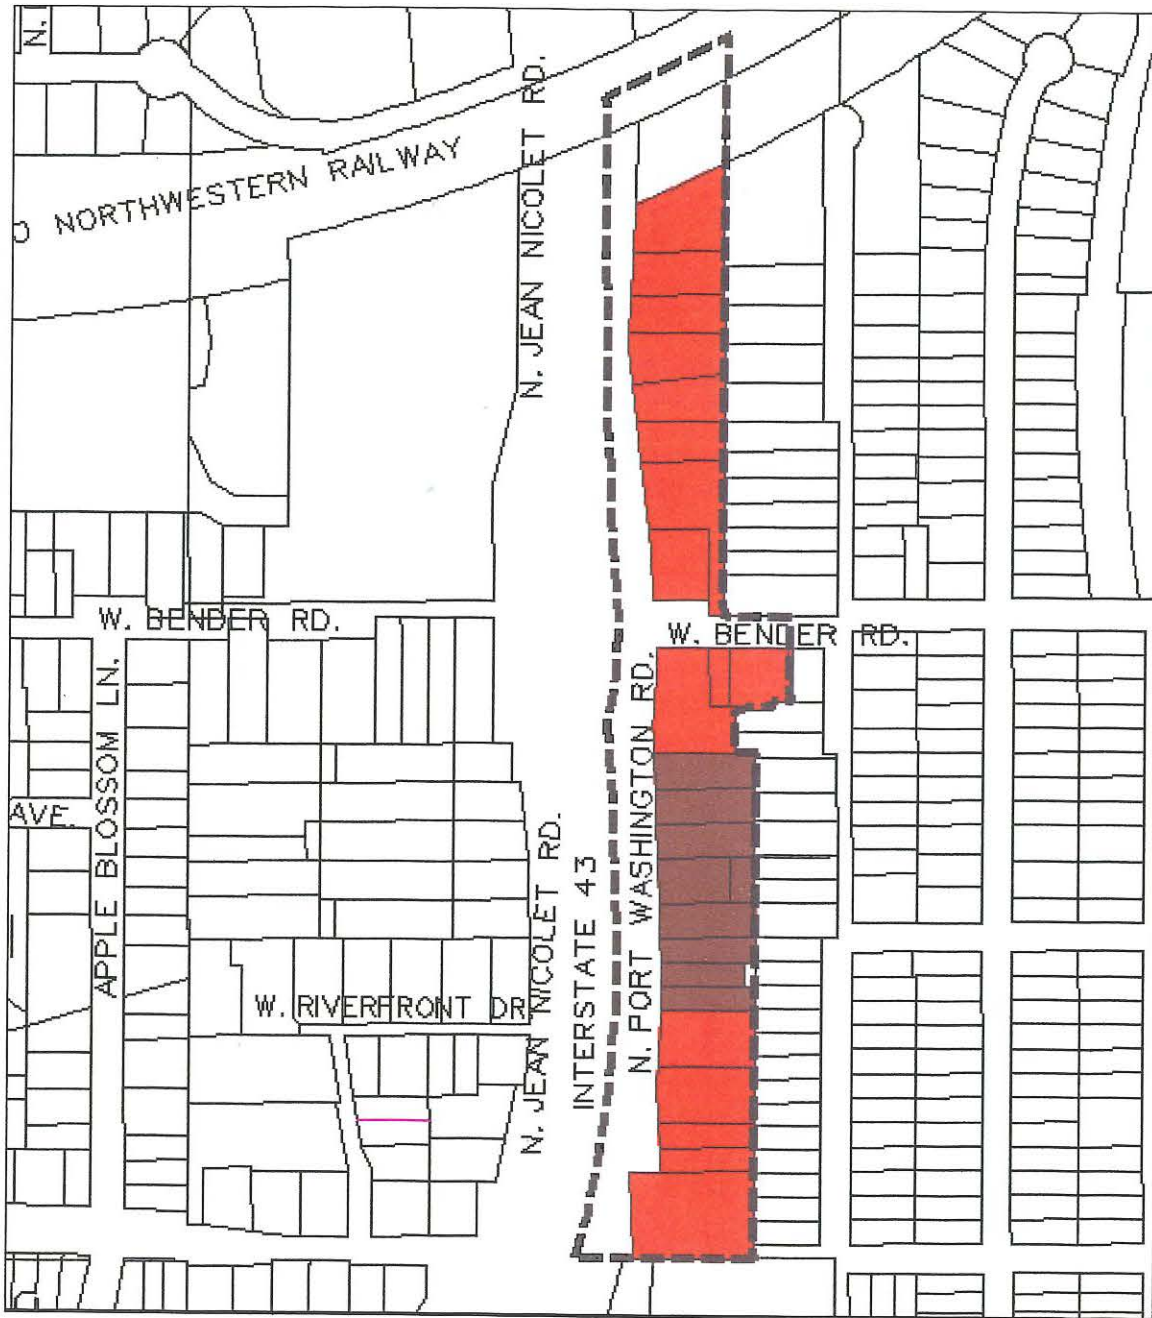 N.
N. JEAN NICOLET RD.
O NORTHWESTERN RAILWAY
W. BENDER RD.
W. BENDER RD.
APPLE BLOSSOM LN.
N. PORT WASHINGTON RD.
AVE.
N. JEAN NICOLET RD.
INTERSTATE 43
W. RIVERFRONT DR